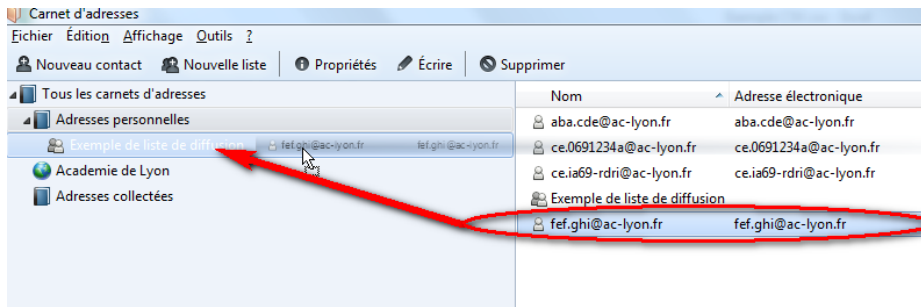 Carnet d'adresses
Fichier Édition Affichage Outils ?
Nouveau contact Nouvelle liste Propriétés Écrire Supprimer
Tous les carnets d'adresses
Adresses personnelles
Exemple de liste de diffusion fef.ghi@ac-lyon.fr fef.ghi@ac-lyon.fr
Academie de Lyon
Adresses collectées
Nom Adresse électronique
aba.cde@ac-lyon.fr aba.cde@ac-lyon.fr
ce.0691234a@ac-lyon.fr ce.0691234a@ac-lyon.fr
ce.ia69-rdri@ac-lyon.fr ce.ia69-rdri@ac-lyon.fr
Exemple de liste de diffusion
fef.ghi@ac-lyon.fr fef.ghi@ac-lyon.fr